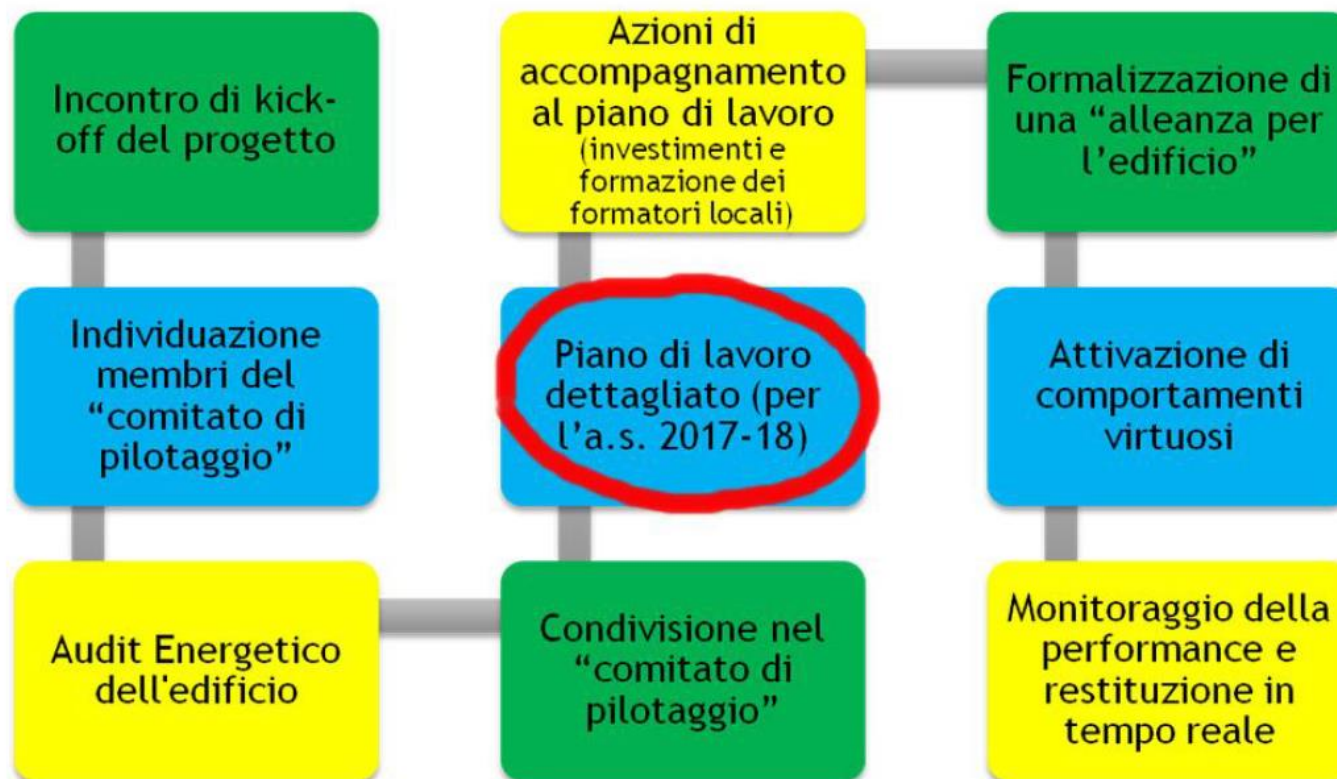 Incontro di kick-
off del progetto
Individuazione
membri del
“comitato di
pilotaggio”
Audit Energetico
dell'edificio
Condivisione nel
“comitato di
pilotaggio”
Piano di lavoro
dettagliato (per
l’a.s. 2017-18)
Azioni di
accompagnamento
al piano di lavoro
(investimenti e
formazione dei
formatori locali)
Formalizzazione di
una “alleanza per
l’edificio”
Attivazione di
comportamenti
virtuosi
Monitoraggio della
performance e
restituzione in
tempo reale